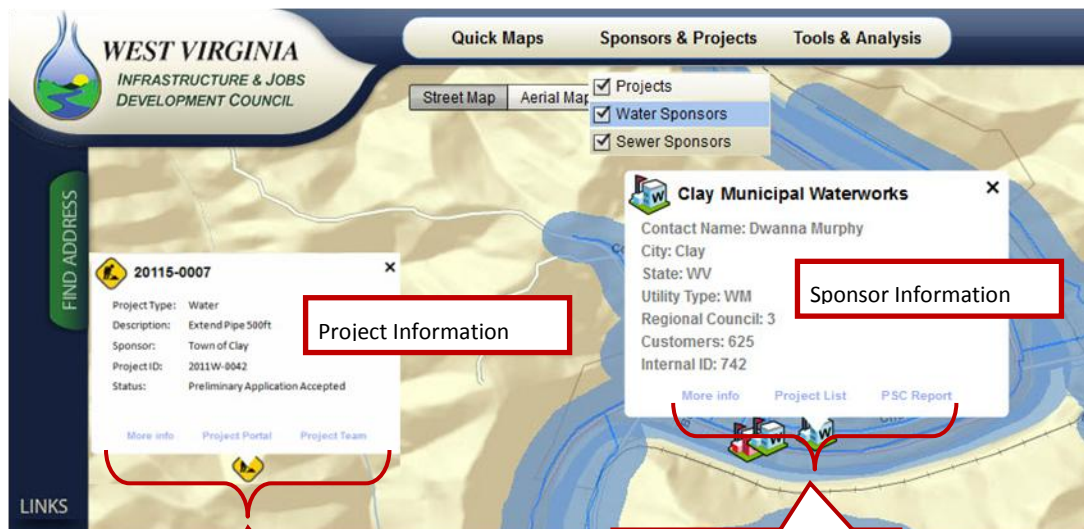 WEST VIRGINIA
INFRASTRUCTURE & JOBS
DEVELOPMENT COUNCIL
Quick Maps Sponsors & Projects Tools & Analysis
Street Map Aerial Map
Projects
Water Sponsors
Sewer Sponsors
FIND ADDRESS
Clay Municipal Waterworks
Contact Name: Dwanna Murphy
City: Clay
State: WV
Utility Type: WM
Regional Council: 3
Customers: 625
Internal ID: 742
More info Project List PSC Report
Sponsor Information
20115-0007
Project Type: Water
Description: Extend Pipe 500ft
Sponsor: Town of Clay
Project ID: 2011W-0042
Status: Preliminary Application Accepted
More info Project Portal Project Team
Project Information
W
W
W
LINKS